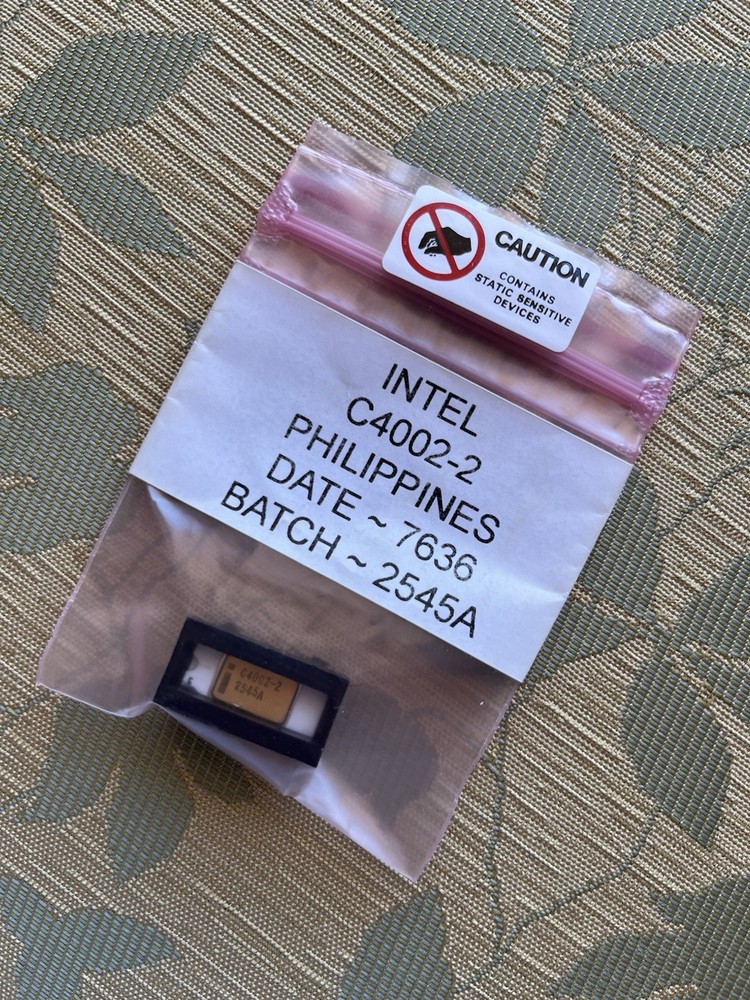 CAUTION
CONTAINS
STATIC SENSITIVE
DEVICES
INTEL
C4002-2
PHILIPPINES
DATE ~ 7636
BATCH ~ 2545A
C4002-2
2545A